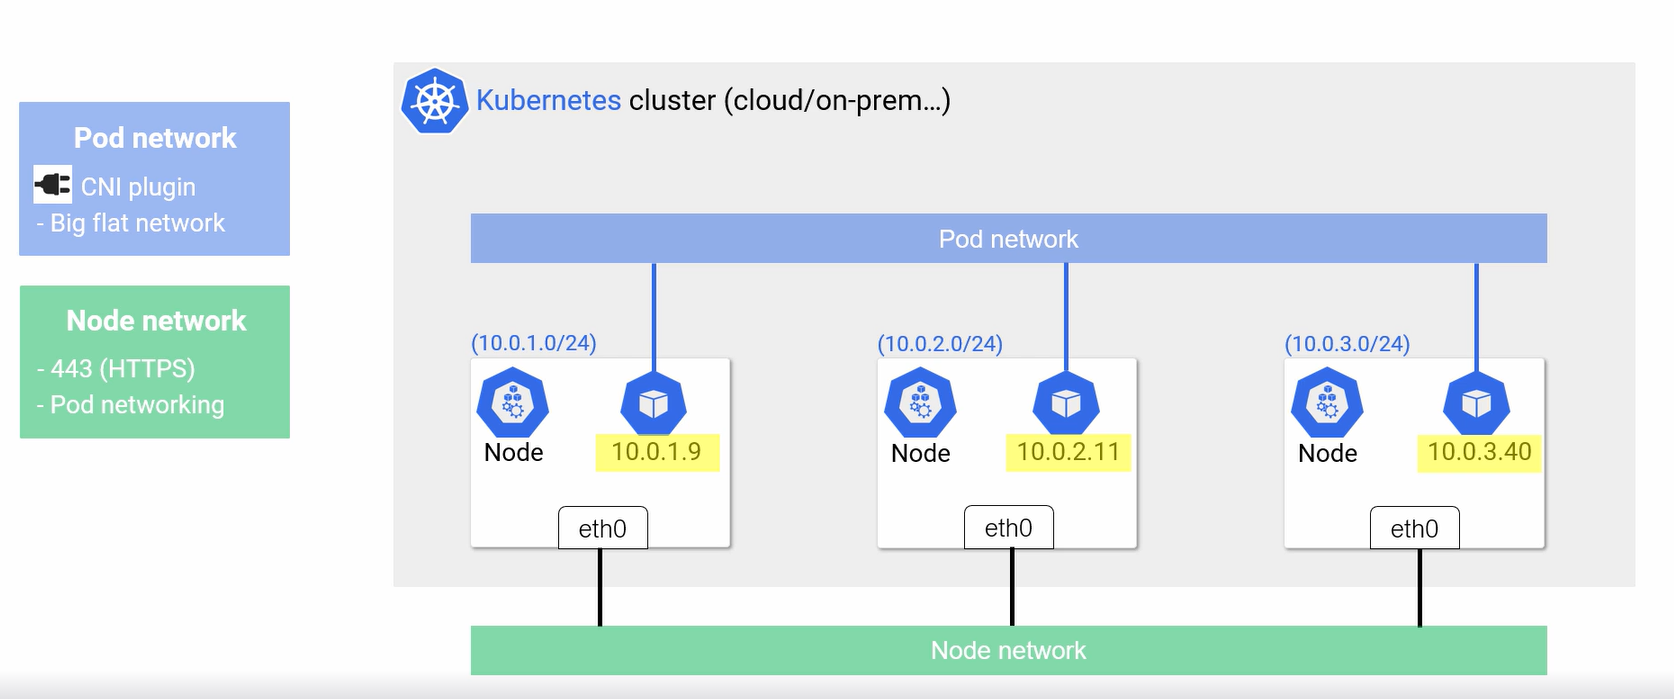 Kubernetes cluster (cloud/on-prem...)
Pod network
CNI plugin
- Big flat network
Node network
- 443 (HTTPS)
- Pod networking
Pod network
(10.0.1.0/24)
(10.0.2.0/24)
(10.0.3.0/24)
Node
10.0.1.9
eth0
Node
10.0.2.11
eth0
Node
10.0.3.40
eth0
Node network